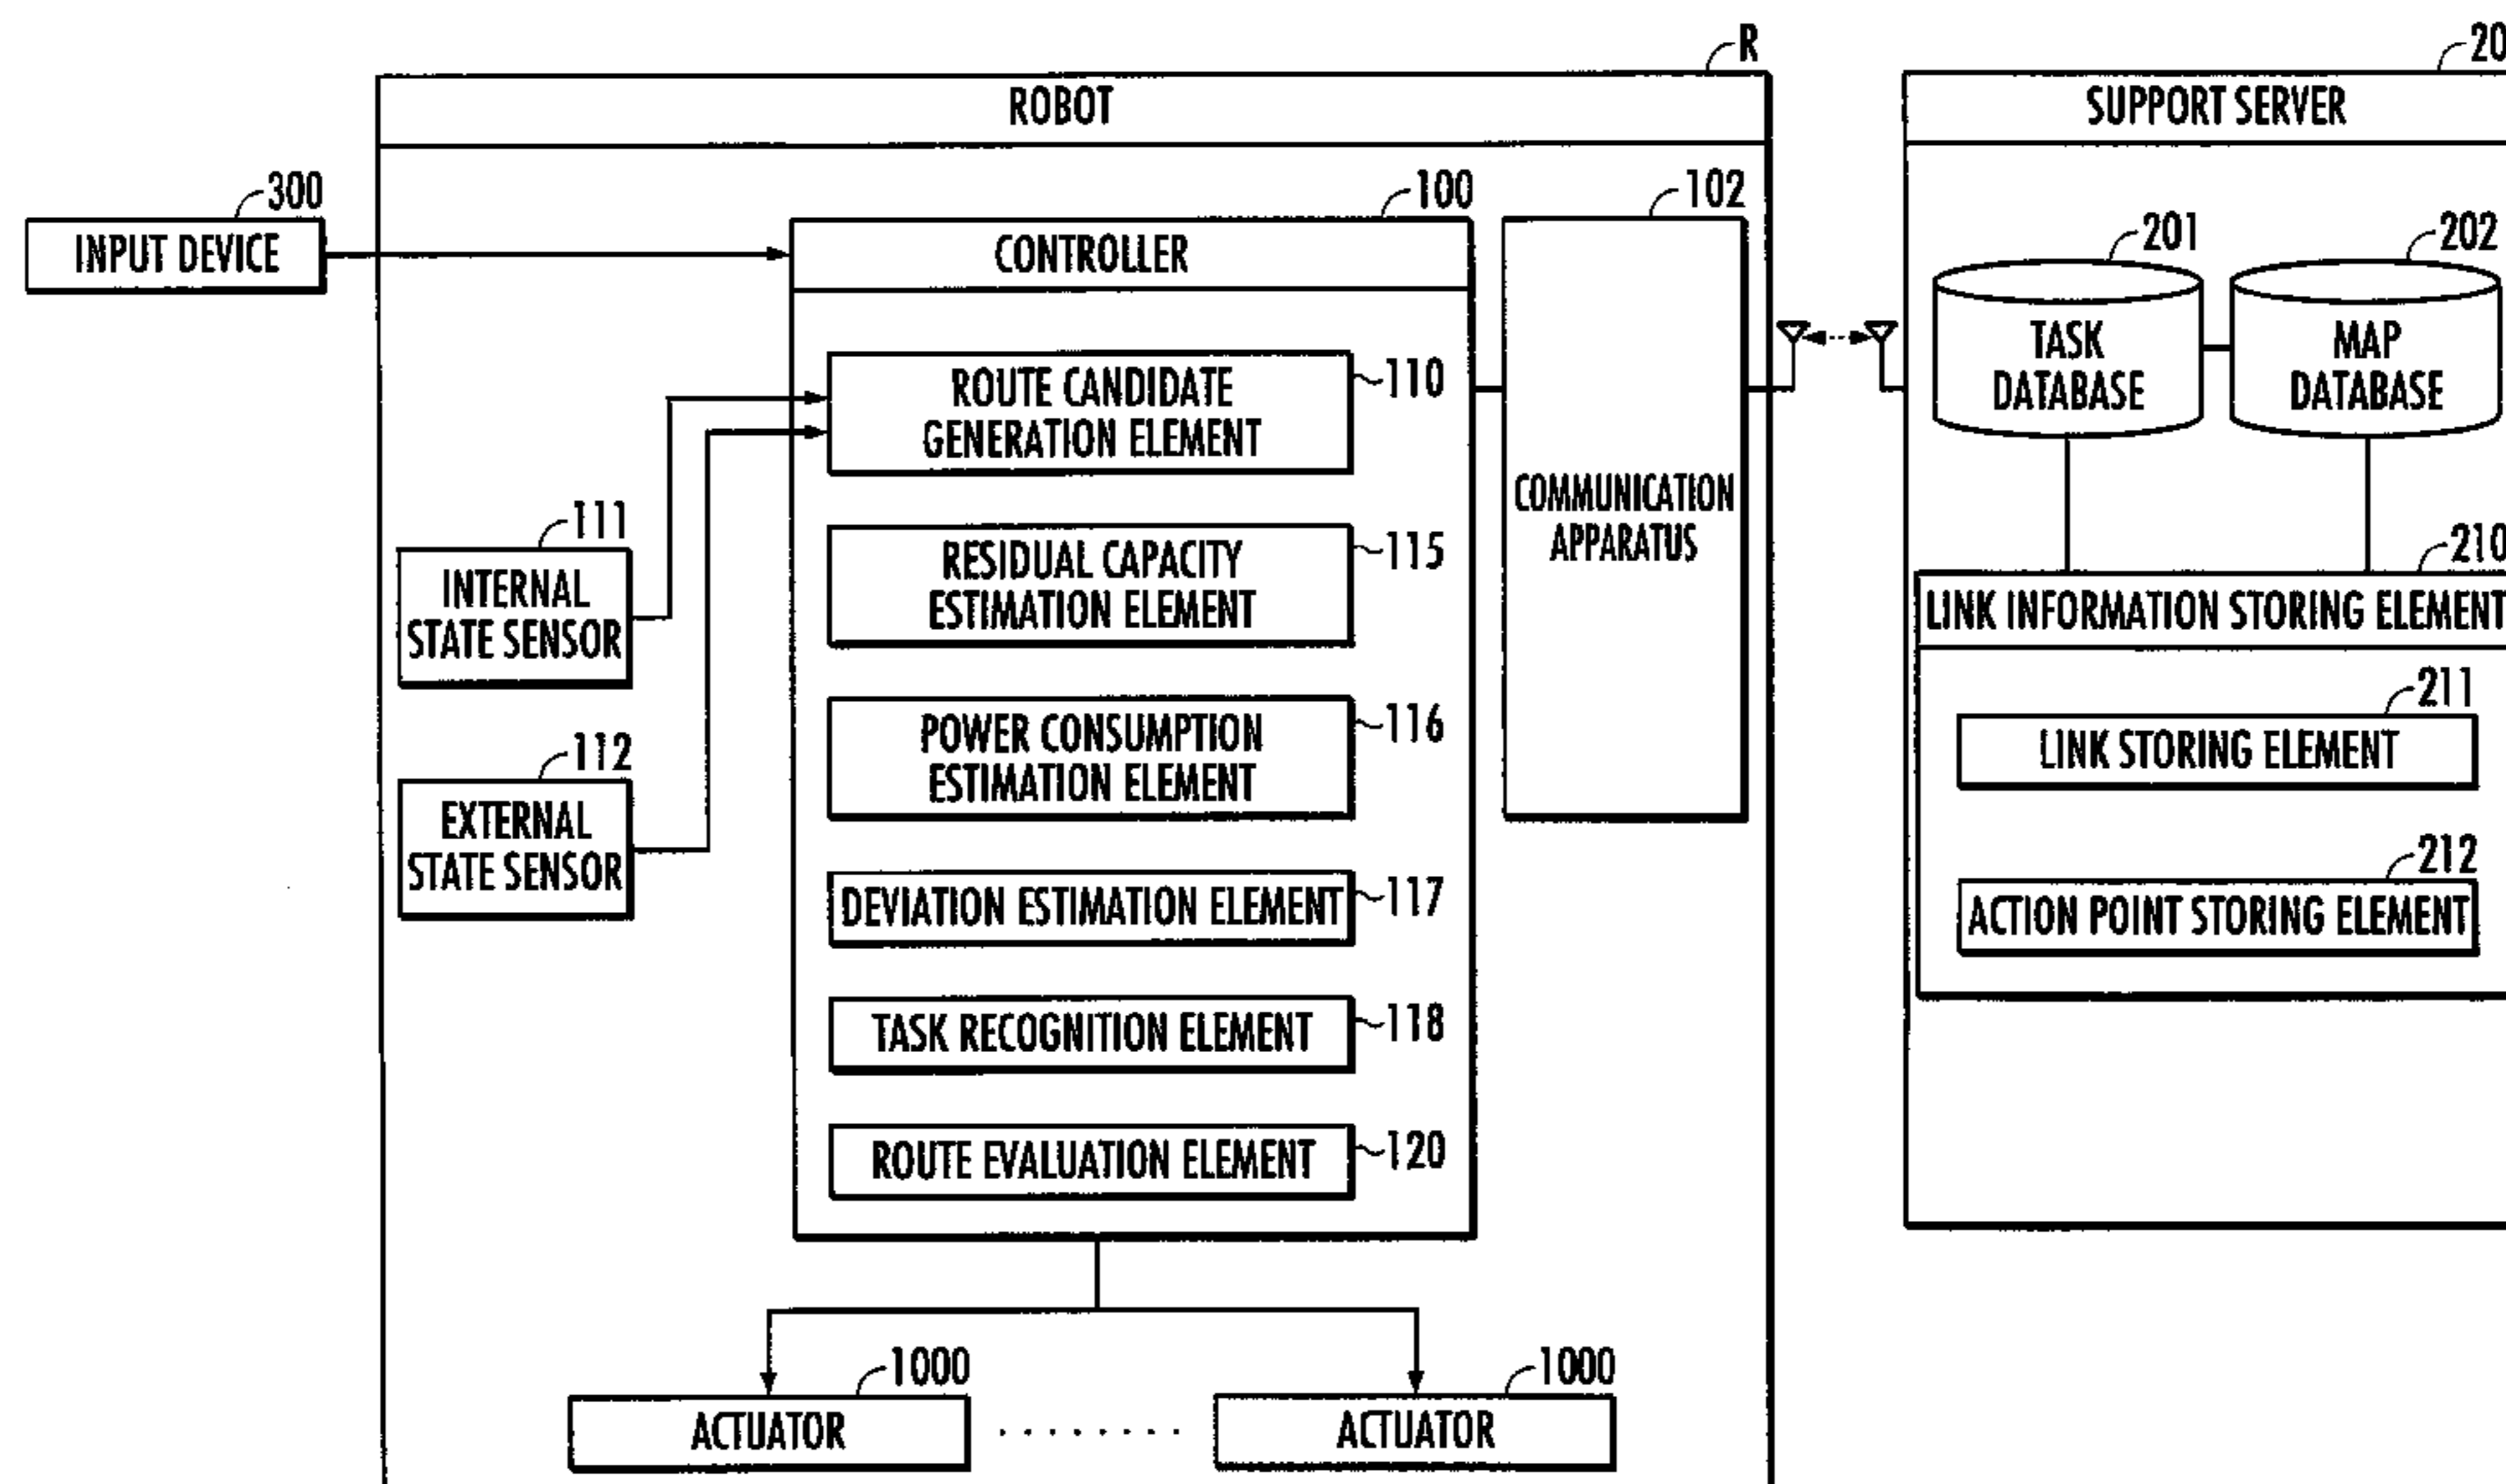 R
20
ROBOT
SUPPORT SERVER
300
INPUT DEVICE
100
CONTROLLER
102
COMMUNICATION
APPARATUS
110
ROUTE CANDIDATE
GENERATION ELEMENT
111
INTERNAL
STATE SENSOR
115
RESIDUAL CAPACITY
ESTIMATION ELEMENT
112
EXTERNAL
STATE SENSOR
116
POWER CONSUMPTION
ESTIMATION ELEMENT
DEVIATION ESTIMATION ELEMENT
117
TASK RECOGNITION ELEMENT
118
ROUTE EVALUATION ELEMENT
120
1000
ACTUATOR
1000
ACTUATOR
201
TASK
DATABASE
202
MAP
DATABASE
210
LINK INFORMATION STORING ELEMENT
211
LINK STORING ELEMENT
212
ACTION POINT STORING ELEMENT